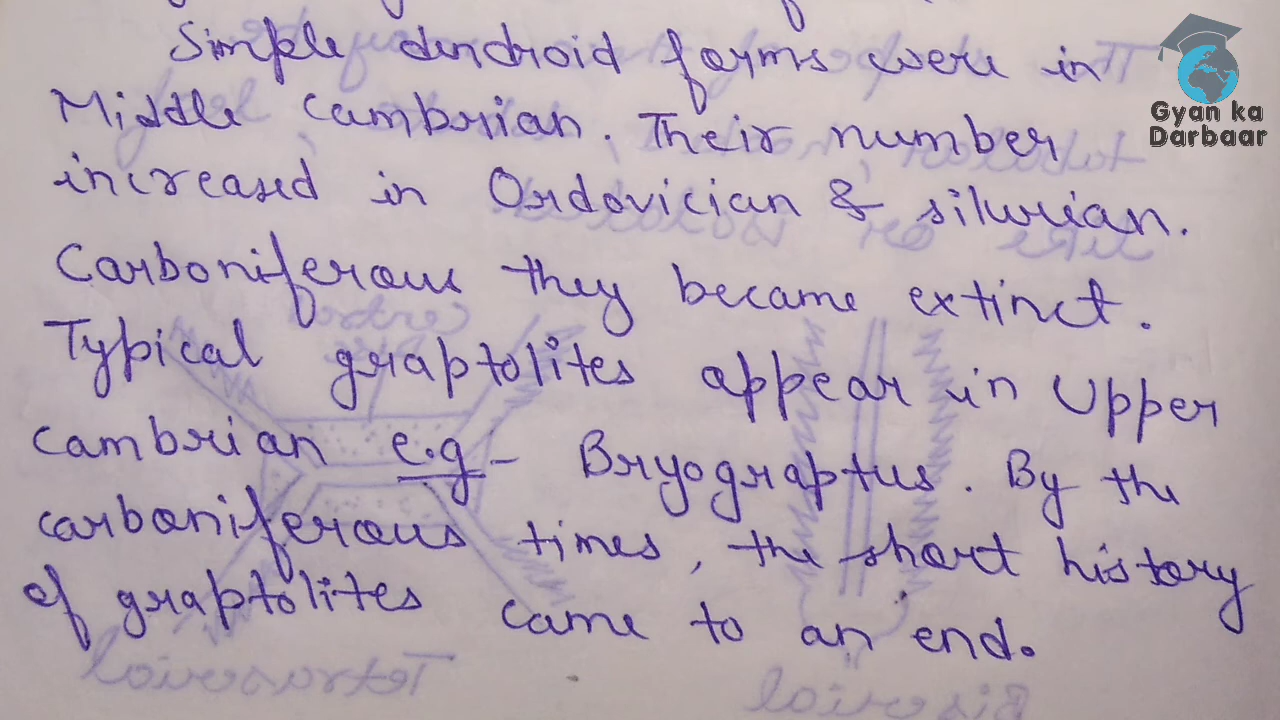 Simple dendroid forms were in
Middle Cambrian. Their number
increased in Ordovician & silurian.
Carboniferous they became extinct.
Typical graptolites appear in Upper
Cambrian e.g- Bryograptus. By the
carboniferous times, the short history
of graptolites came to an end.
Gyan ka
Darbaar
Tetraserial
Biserial